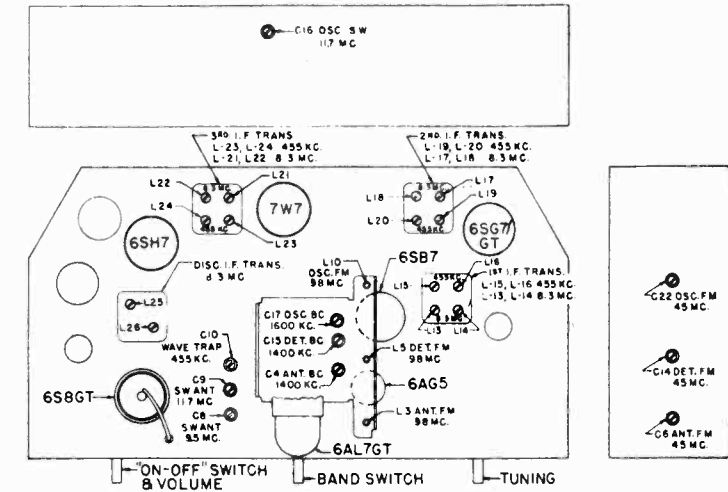 C16 OSC SW
11.7 MC
3RD. I.F. TRANS.
L-23, L-24 455 KC.
L-21, L22 8.3 MC.
2ND. I.F. TRANS.
L-19, L-20 455 KC.
L-17, L18 8.3 MC.
L22
8.3 MC.
L21
L24
455 KC
L23
7W7
L18
8.3 MC.
L17
L19
L20
455KC
6SG7
GT
6SH7
6SB7
DISC. I.F. TRANS.
8.3 MC
L10
OSC. FM
98 MC.
L15
455KC
L16
1ST I.F. TRANS.
L-15, L-16 455 KC.
L-13, L-14 8.3 MC.
8.3 MC.
L13
L14
L25
L26
C17 OSC. BC
1600 KC.
C15 DET. BC
1400 KC.
C4 ANT. BC
1400 KC.
C10
WAVE TRAP
455KC.
C9
SW ANT
11.7 MC
C8
SW ANT
9.5 MC.
L5 DET. FM
98 MC
6AG5
L3 ANT. FM
98 MC.
6S8GT
6AL7GT
C22 OSC. FM
45 MC.
C14 DET. FM
45 MC.
C6 ANT. FM
45 MC.
"ON-OFF" SWITCH
& VOLUME
BAND SWITCH
TUNING